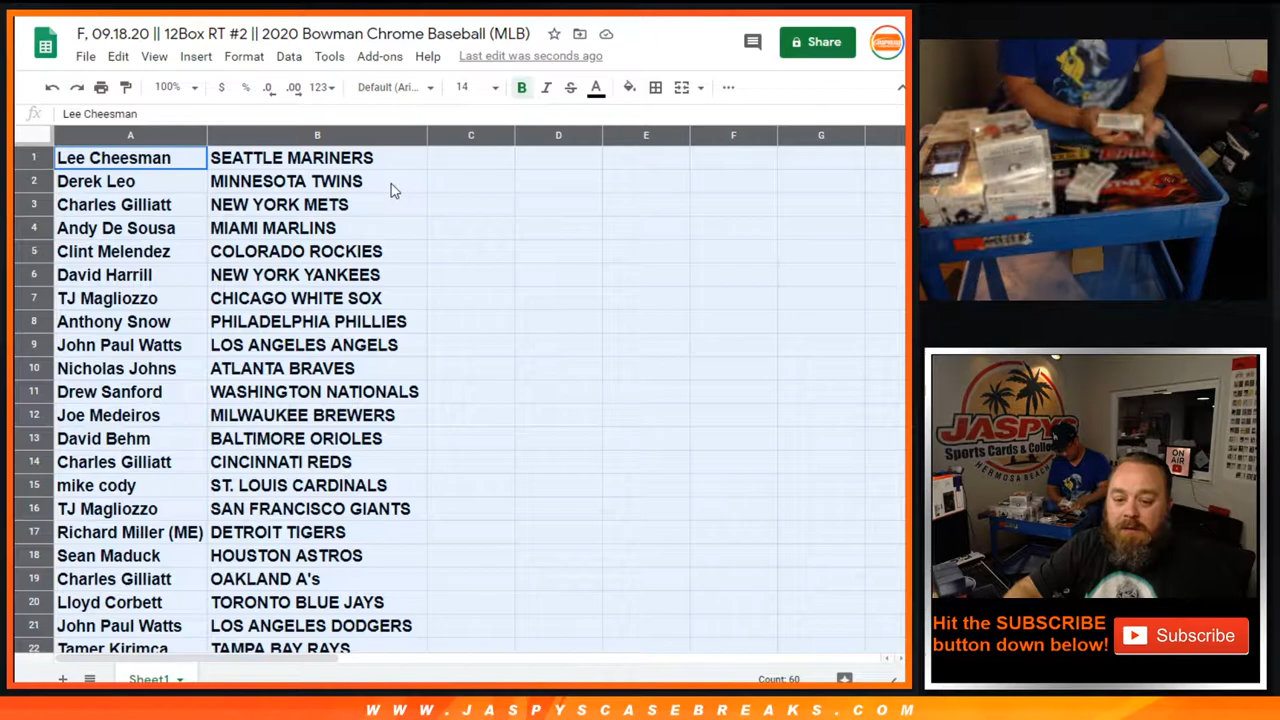 F, 09.18.20 || 12Box RT #2 || 2020 Bowman Chrome Baseball (MLB)
File Edit View Insert Format Data Tools Add-ons Help Last edit was seconds ago
Share
100% $ % .0 .00 123 Default (Ari... 14 B I S A
fx Lee Cheesman
A B C D E F G
1 Lee Cheesman SEATTLE MARINERS
2 Derek Leo MINNESOTA TWINS
3 Charles Gilliatt NEW YORK METS
4 Andy De Sousa MIAMI MARLINS
5 Clint Melendez COLORADO ROCKIES
6 David Harrill NEW YORK YANKEES
7 TJ Magliozzo CHICAGO WHITE SOX
8 Anthony Snow PHILADELPHIA PHILLIES
9 John Paul Watts LOS ANGELES ANGELS
10 Nicholas Johns ATLANTA BRAVES
11 Drew Sanford WASHINGTON NATIONALS
12 Joe Medeiros MILWAUKEE BREWERS
13 David Behm BALTIMORE ORIOLES
14 Charles Gilliatt CINCINNATI REDS
15 mike cody ST. LOUIS CARDINALS
16 TJ Magliozzo SAN FRANCISCO GIANTS
17 Richard Miller (ME) DETROIT TIGERS
18 Sean Maduck HOUSTON ASTROS
19 Charles Gilliatt OAKLAND A's
20 Lloyd Corbett TORONTO BLUE JAYS
21 John Paul Watts LOS ANGELES DODGERS
22 Tamer Kirimca TAMPA BAY RAYS
Sheet1
Count: 60
JASPYS
Sports Cards & Colle
HERMOSA BEACH
ON
AIR
Hit the SUBSCRIBE
button down below!
Subscribe
WWW.JASPYSCASEBREAKS.COM